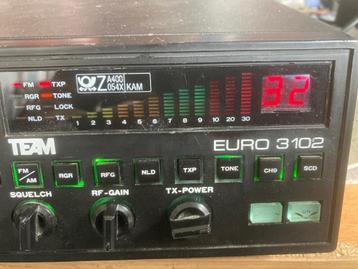 FM TXP
RGR TONE
RFG LOCK
NLD TX
Z A400
054X KAM
1 2 3 4 5 6 7 8 9 10 20 30
32
TEAM
EURO 3102
FM/AM RGR RFG NLD TXP TONE CH9 SCD
SQUELCH RF-GAIN TX-POWER